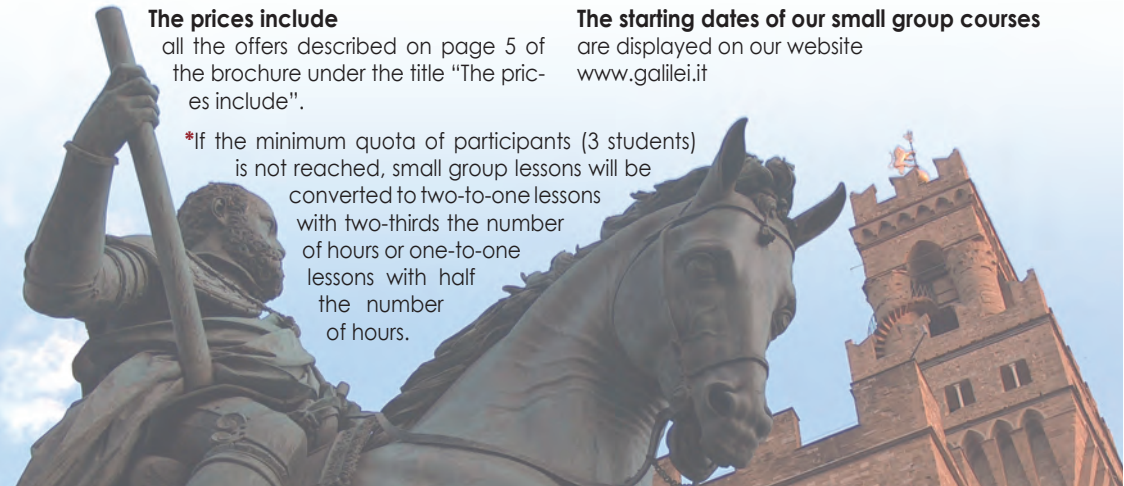 The prices include
all the offers described on page 5 of
the brochure under the title “The pric-
es include”.
*If the minimum quota of participants (3 students)
is not reached, small group lessons will be
converted to two-to-one lessons
with two-thirds the number
of hours or one-to-one
lessons with half
the number
of hours.
The starting dates of our small group courses
are displayed on our website
www.galilei.it